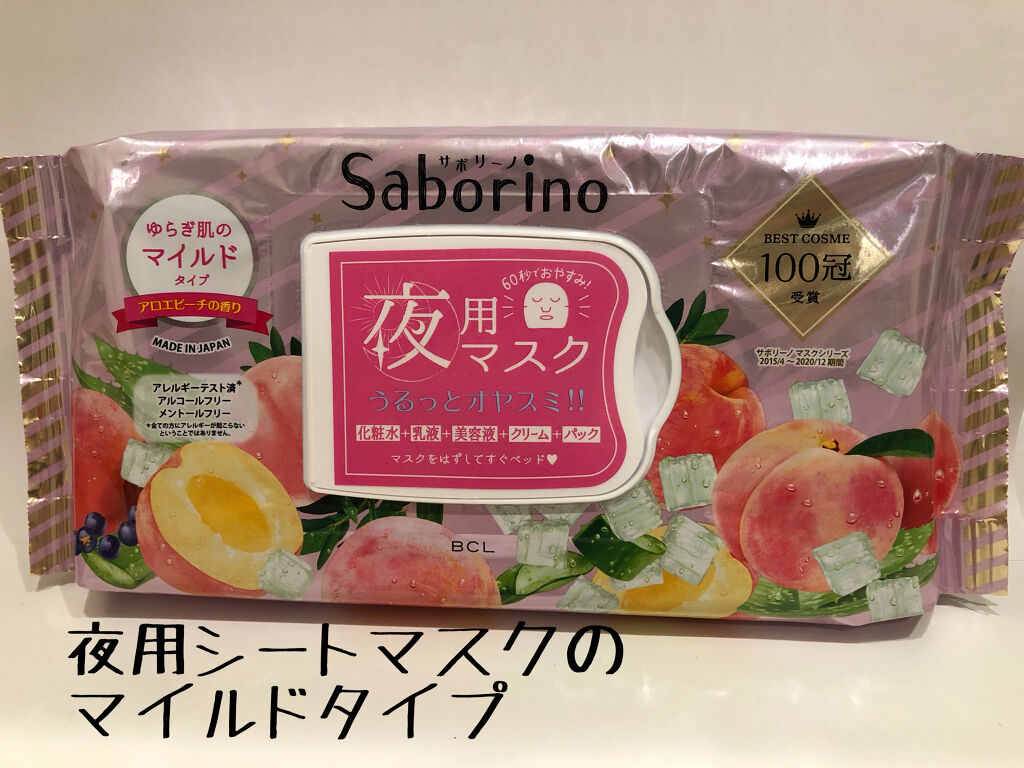 サボリーノ
Saborino
ゆらぎ肌の
マイルド
タイプ
アロエピーチの香り
MADE IN JAPAN
アレルギーテスト済*
アルコールフリー
メントールフリー
*全ての方にアレルギーが起こらない
ということではありません。
60秒でおやすみ!
夜用
マスク
うるっとオヤスミ!!
化粧水+乳液+美容液+クリーム+パック
マスクをはずしてすぐベッド♥
BCL
BEST COSME
100冠
受賞
サボリーノ マスクシリーズ
2015/4〜2020/12 期間
夜用シートマスクの
マイルドタイプ